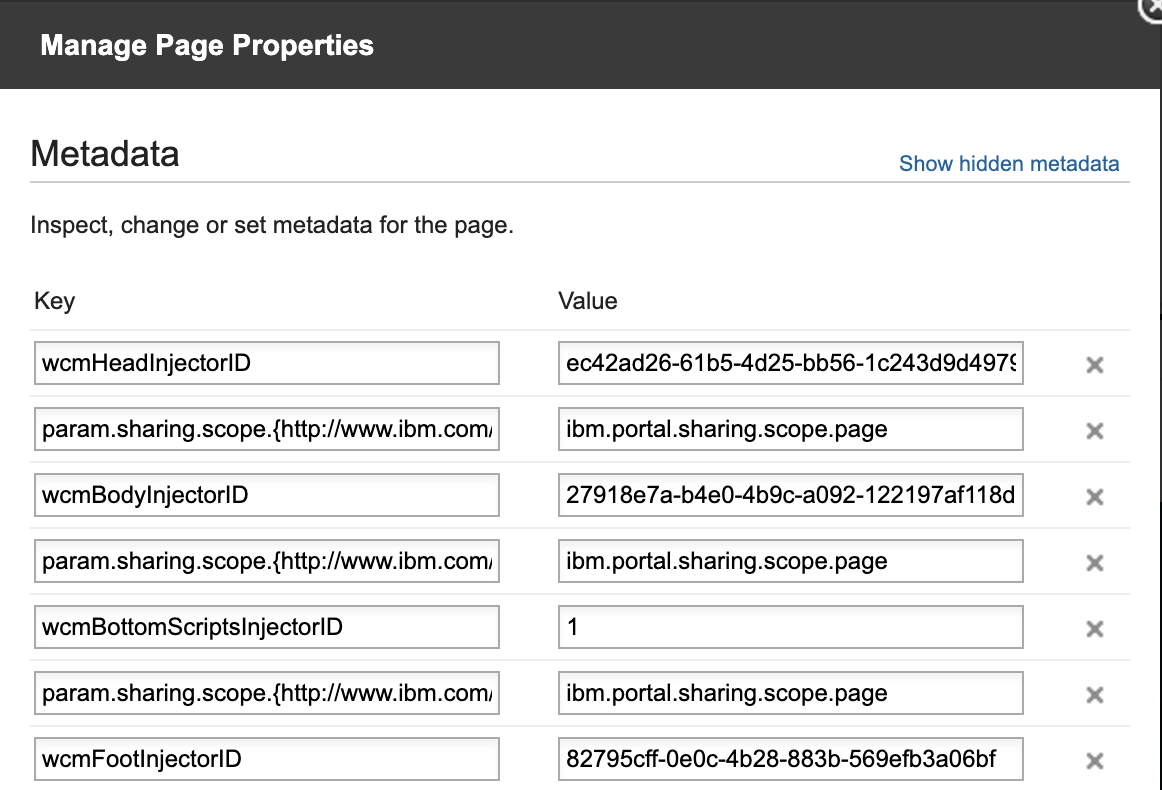 Manage Page Properties
Metadata
Show hidden metadata
Inspect, change or set metadata for the page.
Key Value
wcmHeadInjectorID ec42ad26-61b5-4d25-bb56-1c243d9d4979
param.sharing.scope.{http://www.ibm.com/ ibm.portal.sharing.scope.page
wcmBodyInjectorID 27918e7a-b4e0-4b9c-a092-122197af118d
param.sharing.scope.{http://www.ibm.com/ ibm.portal.sharing.scope.page
wcmBottomScriptsInjectorID 1
param.sharing.scope.{http://www.ibm.com/ ibm.portal.sharing.scope.page
wcmFootInjectorID 82795cff-0e0c-4b28-883b-569efb3a06bf